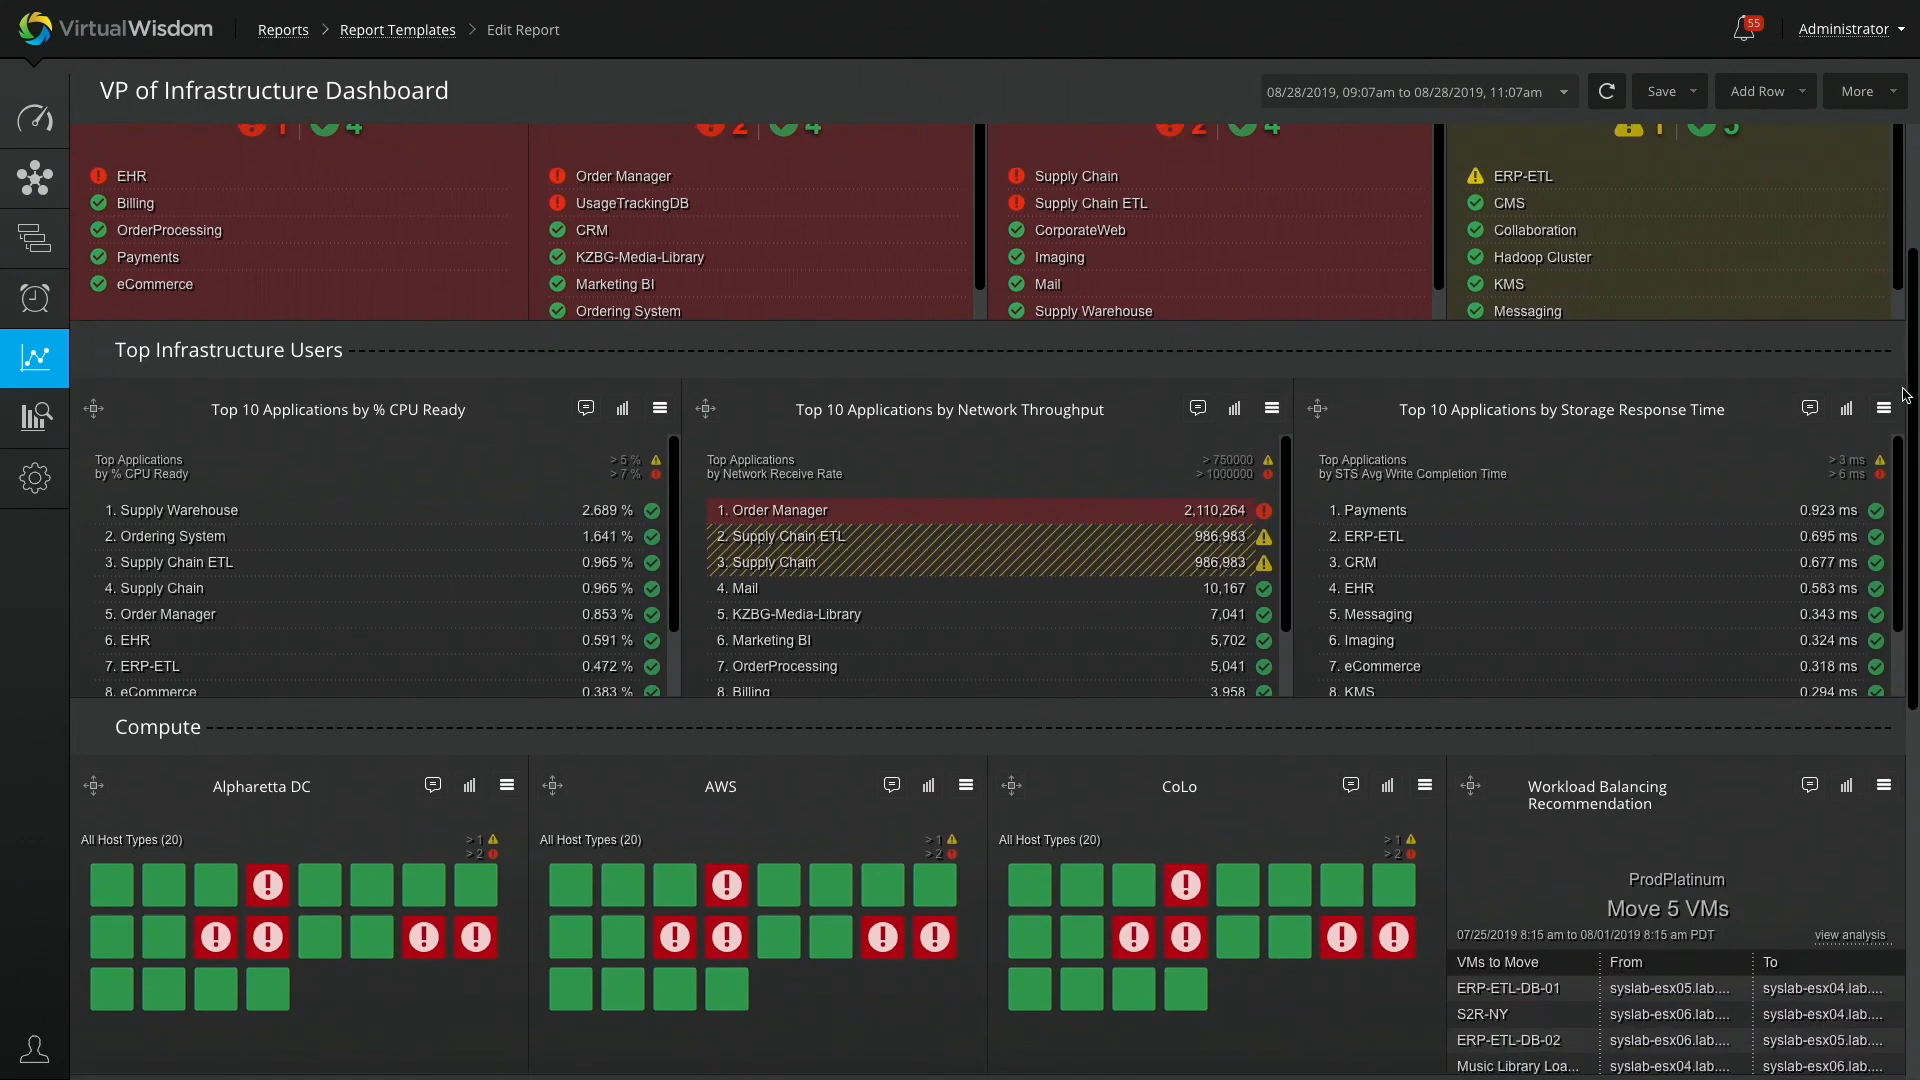 VirtualWisdom
Reports > Report Templates > Edit Report
55
Administrator
VP of Infrastructure Dashboard
08/28/2019, 09:07am to 08/28/2019, 11:07am
Save
Add Row
More
1 | 4
2 | 4
2 | 4
1 | 5
EHR
Billing
OrderProcessing
Payments
eCommerce
Order Manager
UsageTrackingDB
CRM
KZBG-Media-Library
Marketing BI
Ordering System
Supply Chain
Supply Chain ETL
CorporateWeb
Imaging
Mail
Supply Warehouse
ERP-ETL
CMS
Collaboration
Hadoop Cluster
KMS
Messaging
Top Infrastructure Users
Top 10 Applications by % CPU Ready
Top Applications
by % CPU Ready
> 5 %
> 7 %
1. Supply Warehouse 2.689 %
2. Ordering System 1.641 %
3. Supply Chain ETL 0.965 %
4. Supply Chain 0.965 %
5. Order Manager 0.853 %
6. EHR 0.591 %
7. ERP-ETL 0.472 %
8. eCommerce 0.383 %
Top 10 Applications by Network Throughput
Top Applications
by Network Receive Rate
> 750000
> 1000000
1. Order Manager 2,110,264
2. Supply Chain ETL 986,983
3. Supply Chain 986,983
4. Mail 10,167
5. KZBG-Media-Library 7,041
6. Marketing BI 5,702
7. OrderProcessing 5,041
8. Billing 3,958
Top 10 Applications by Storage Response Time
Top Applications
by STS Avg Write Completion Time
> 3 ms
> 6 ms
1. Payments 0.923 ms
2. ERP-ETL 0.695 ms
3. CRM 0.677 ms
4. EHR 0.583 ms
5. Messaging 0.343 ms
6. Imaging 0.324 ms
7. eCommerce 0.318 ms
8. KMS 0.294 ms
Compute
Alpharetta DC
All Host Types (20)
> 1
> 2
AWS
All Host Types (20)
> 1
> 2
CoLo
All Host Types (20)
> 1
> 2
Workload Balancing
Recommendation
ProdPlatinum
Move 5 VMs
07/25/2019 8:15 am to 08/01/2019 8:15 am PDT
view analysis
VMs to Move From To
ERP-ETL-DB-01 syslab-esx05.lab.... syslab-esx04.lab....
S2R-NY syslab-esx06.lab.... syslab-esx04.lab....
ERP-ETL-DB-02 syslab-esx06.lab.... syslab-esx05.lab....
Music Library Loa... syslab-esx04.lab.... syslab-esx06.lab....